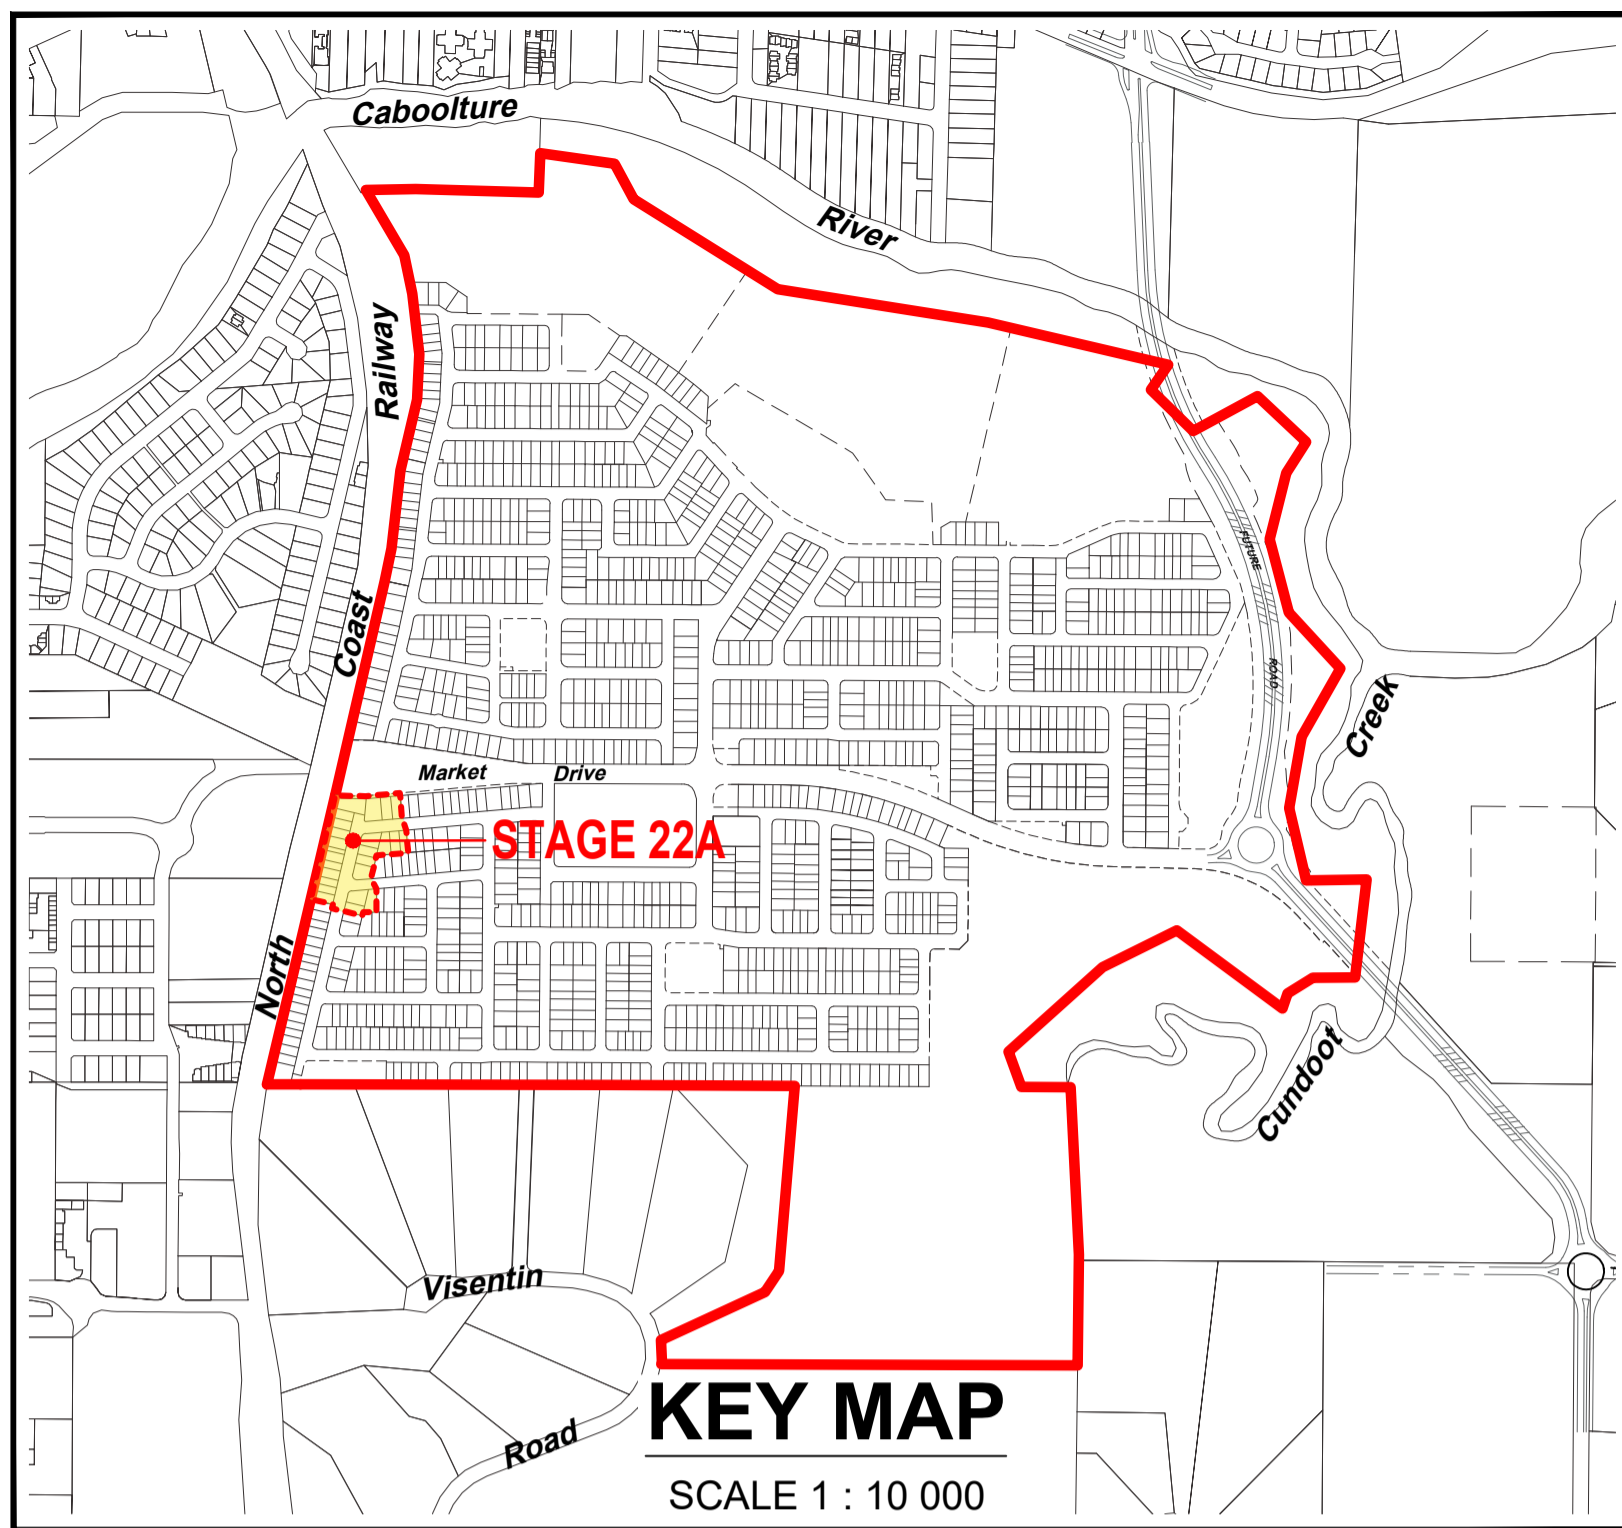 Caboolture
River
Railway
Coast
North
FUTURE
ROAD
Creek
Market Drive
STAGE 22A
Cundoot
Visentin
Road
KEY MAP
SCALE 1 : 10 000